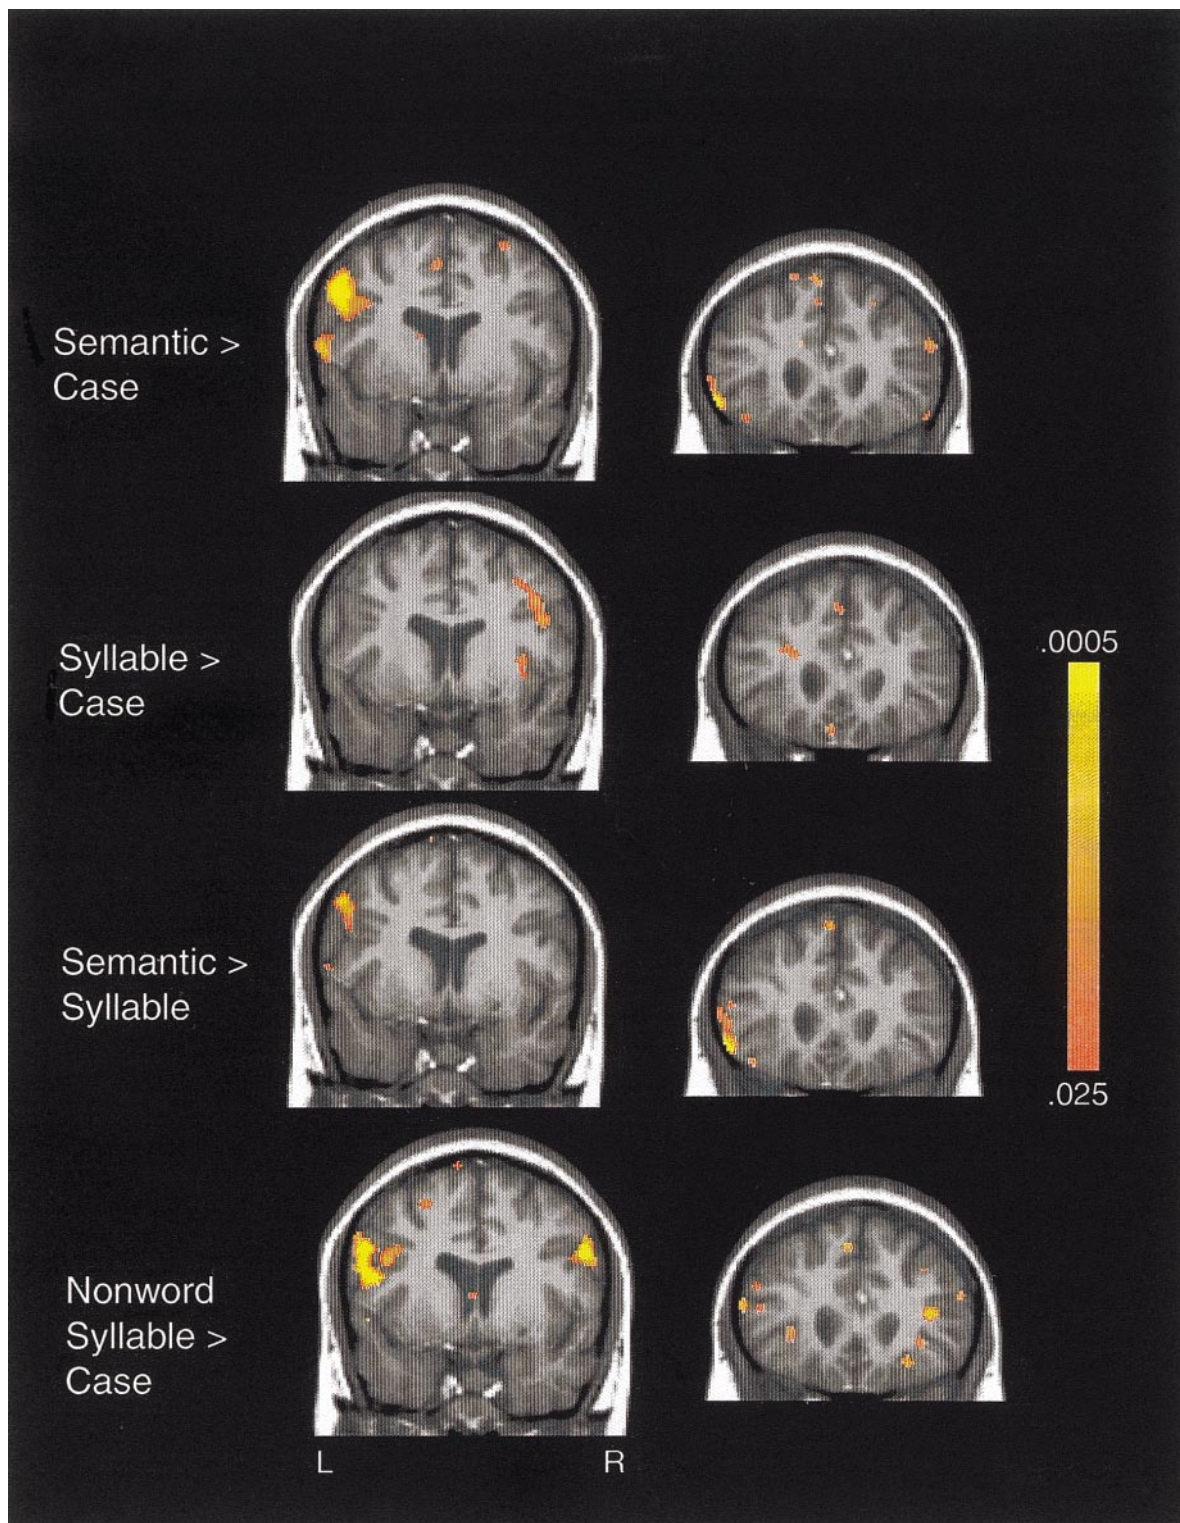 Semantic >
Case
Syllable >
Case
.0005
Semantic >
Syllable
.025
Nonword
Syllable >
Case
L
R